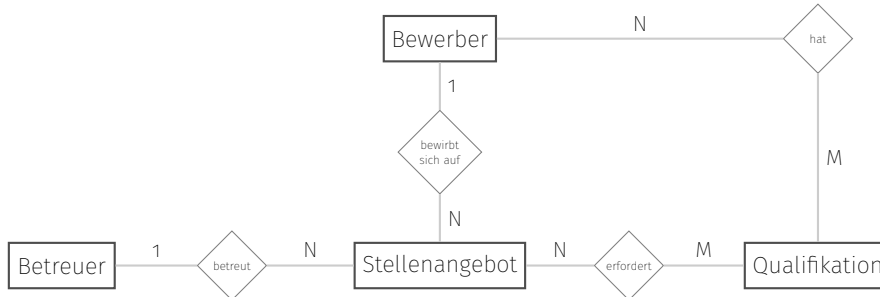 N
Bewerber
hat
1
bewirbt
sich auf
M
N
1
N
N
M
Betreuer
betreut
Stellenangebot
erfordert
Qualifikation